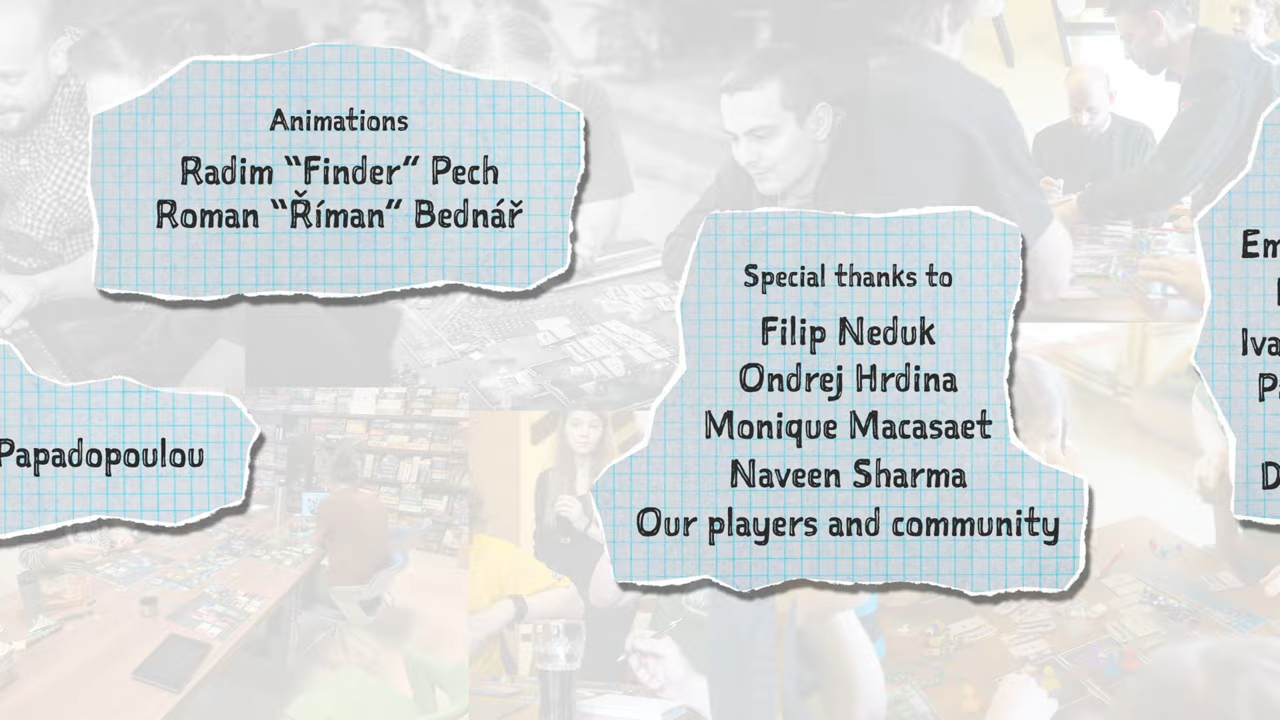 Animations
Radim “Finder” Pech
Roman “Říman” Bednář
Papadopoulou
Special thanks to
Filip Neduk
Ondrej Hrdina
Monique Macasaet
Naveen Sharma
Our players and community